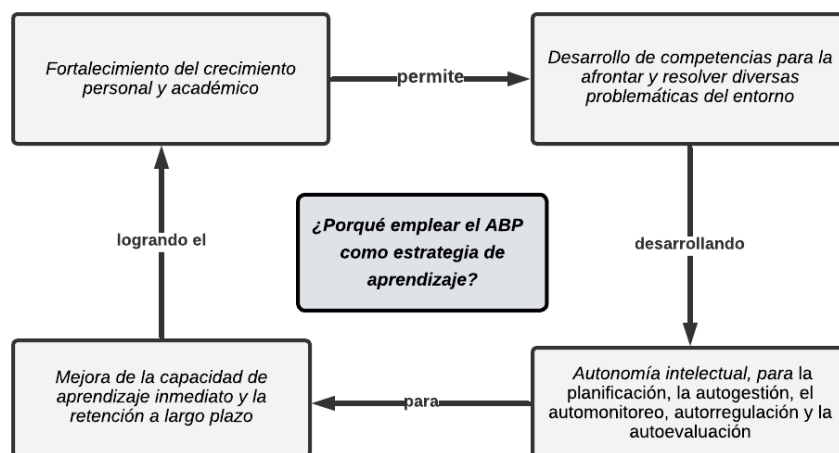 Fortalecimiento del crecimiento
personal y académico
permite
Desarrollo de competencias para la
afrontar y resolver diversas
problemáticas del entorno
logrando el
¿Porqué emplear el ABP
como estrategia de
aprendizaje?
desarrollando
Mejora de la capacidad de
aprendizaje inmediato y la
retención a largo plazo
para
Autonomía intelectual, para la
planificación, la autogestión, el
automonitoreo, autorregulación y la
autoevaluación